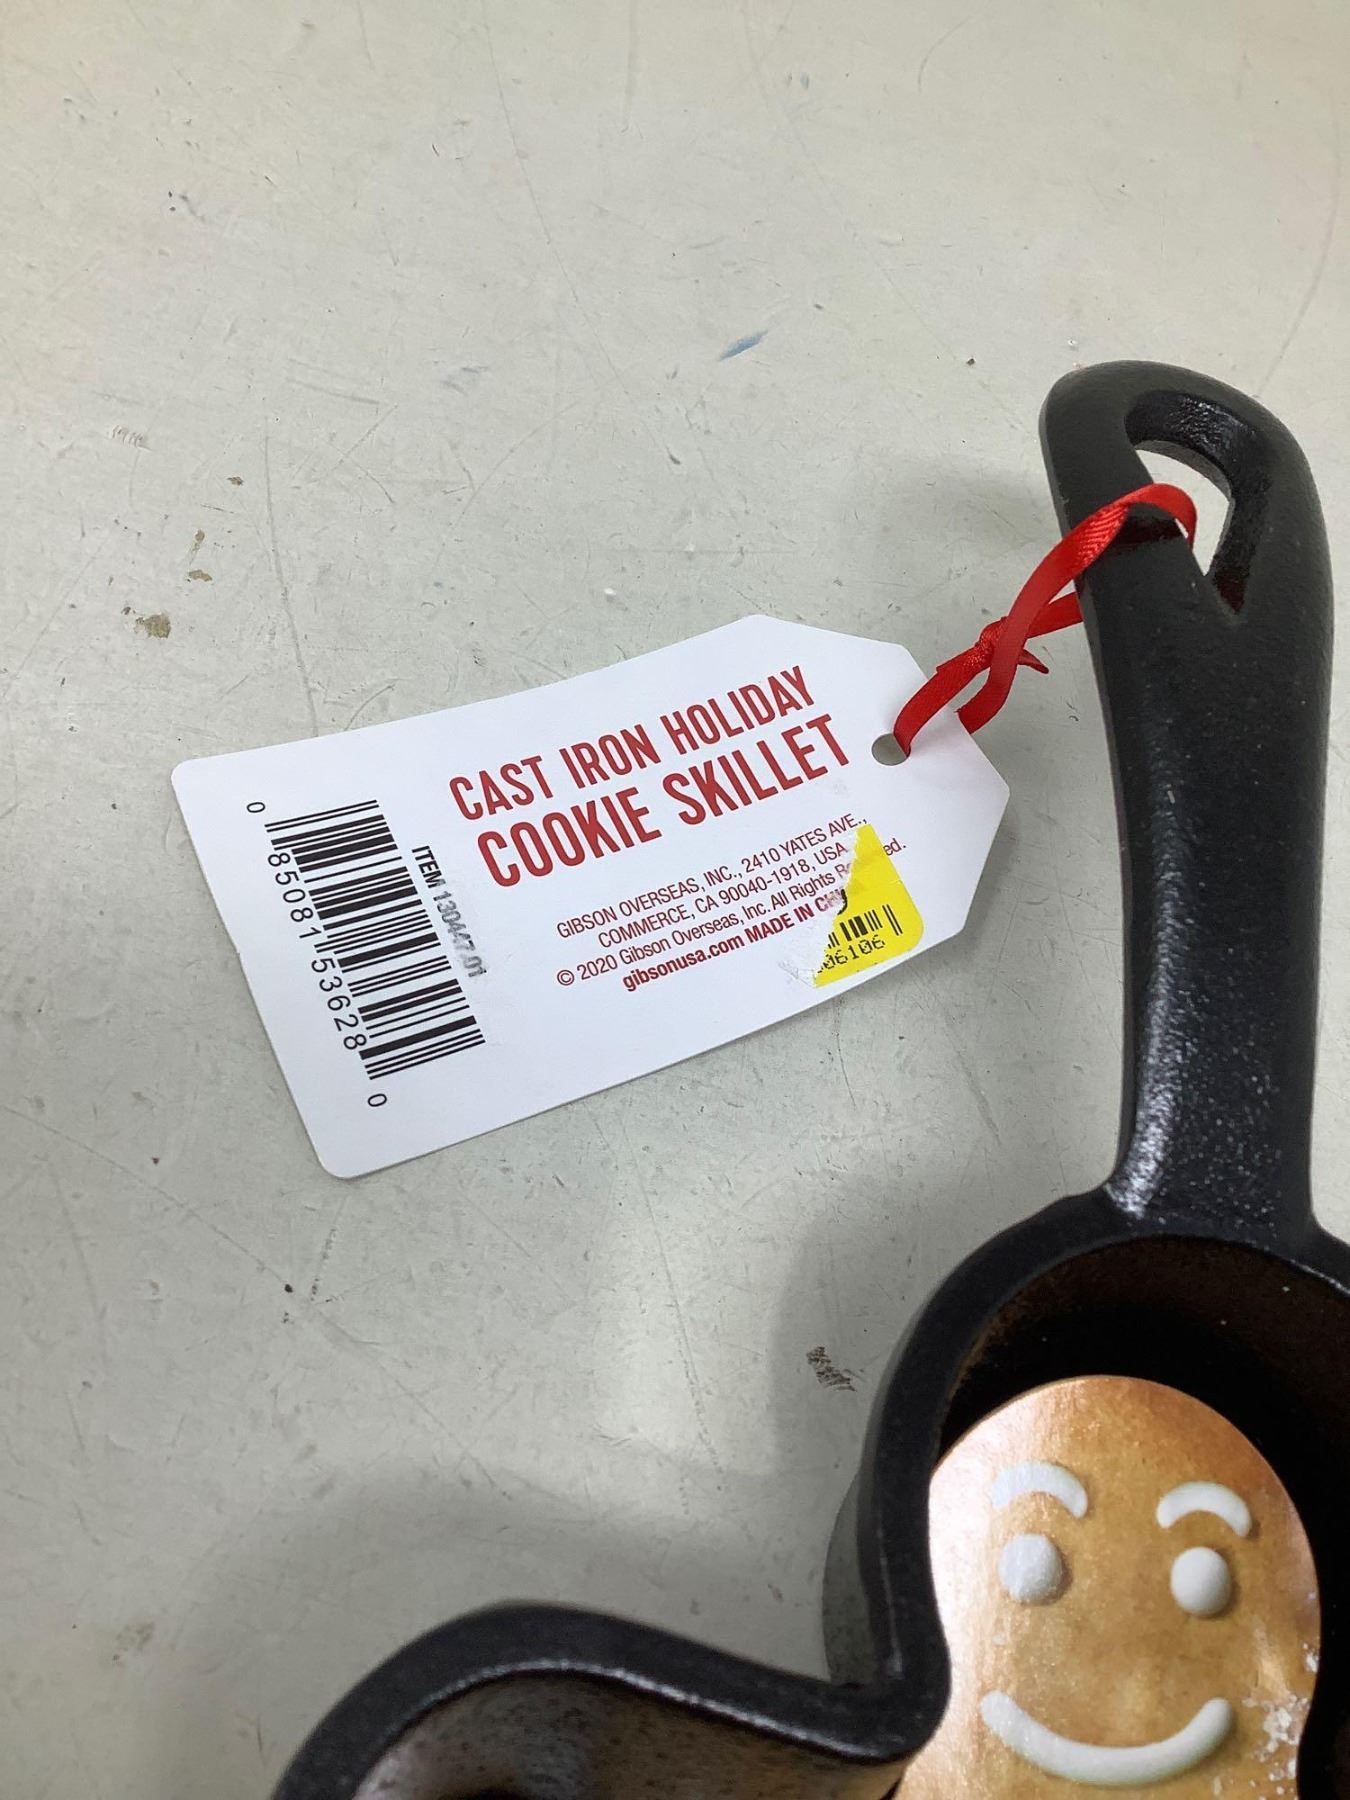 CAST IRON HOLIDAY
COOKIE SKILLET
GIBSON OVERSEAS, INC., 2410 YATES AVE.,
COMMERCE, CA 90040-1918, USA
© 2020 Gibson Overseas, Inc. All Rights
gibsonusa.com MADE IN
ITEM 130447.01
0 85081 53628 0
06106